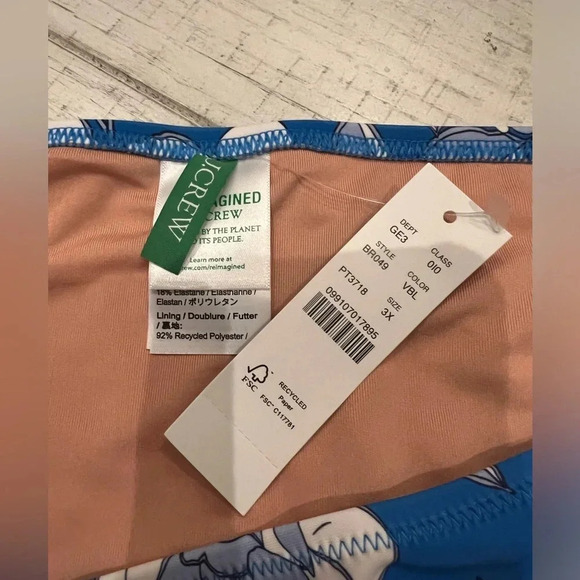 J.CREW
AGINED
CREW
BY THE PLANET
D ITS PEOPLE.
Learn more at
ew.com/reimagined
18% Elastane / Elasthanne /
Elastan / ポリウレタン
Lining / Doublure / Futter
/ 裏地:
92% Recycled Polyester /
DEPT
GE3
CLASS
010
STYLE
BR049
COLOR
VBL
PT3718
SIZE
3X
099107017895
FSC
RECYCLED
Paper
FSC® C117781